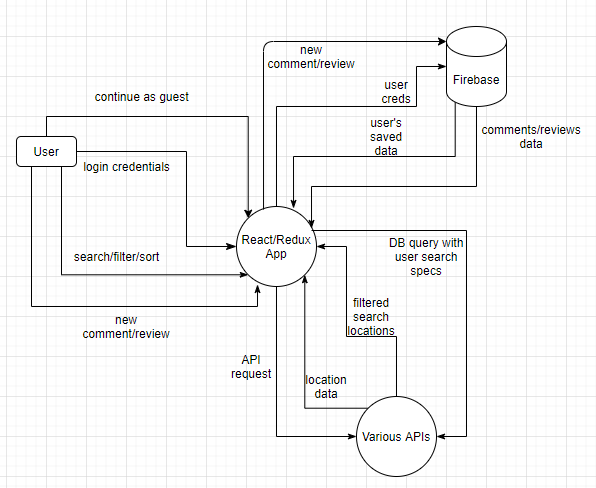 new
comment/review
Firebase
user
creds
continue as guest
user's
saved
data
comments/reviews
data
User
login credentials
React/Redux
App
DB query with
user search
specs
search/filter/sort
filtered
search
locations
new
comment/review
API
request
location
data
Various APIs